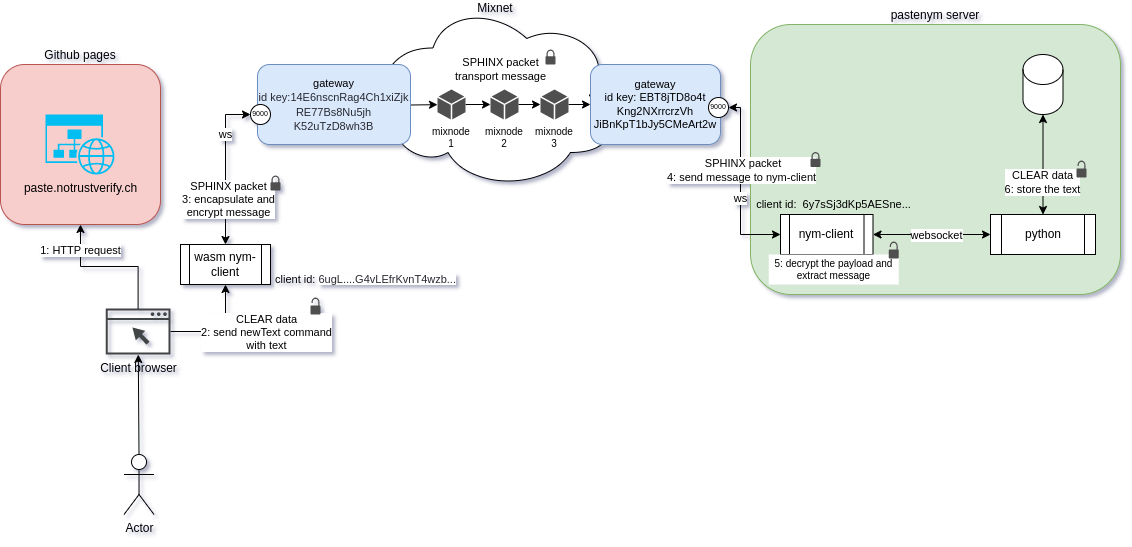 Mixnet
pastenym server
Github pages
SPHINX packet
transport message
gateway
id key:14E6nscnRag4Ch1xiZjk
RE77Bs8Nu5jh
K52uTzD8wh3B
9000
mixnode
1
mixnode
2
mixnode
3
gateway
id key: EBT8jTD8o4t
Kng2NXrrcrzVh
JiBnKpT1bJy5CMeArt2w
9000
ws
paste.notrustverify.ch
SPHINX packet
3: encapsulate and
encrypt message
SPHINX packet
4: send message to nym-client
ws
CLEAR data
6: store the text
client id:  6y7sSj3dKp5AESne...
nym-client
websocket
python
5: decrypt the payload and
extract message
1: HTTP request
wasm nym-
client
client id: 6ugL....G4vLEfrKvnT4wzb...
CLEAR data
2: send newText command
with text
Client browser
Actor